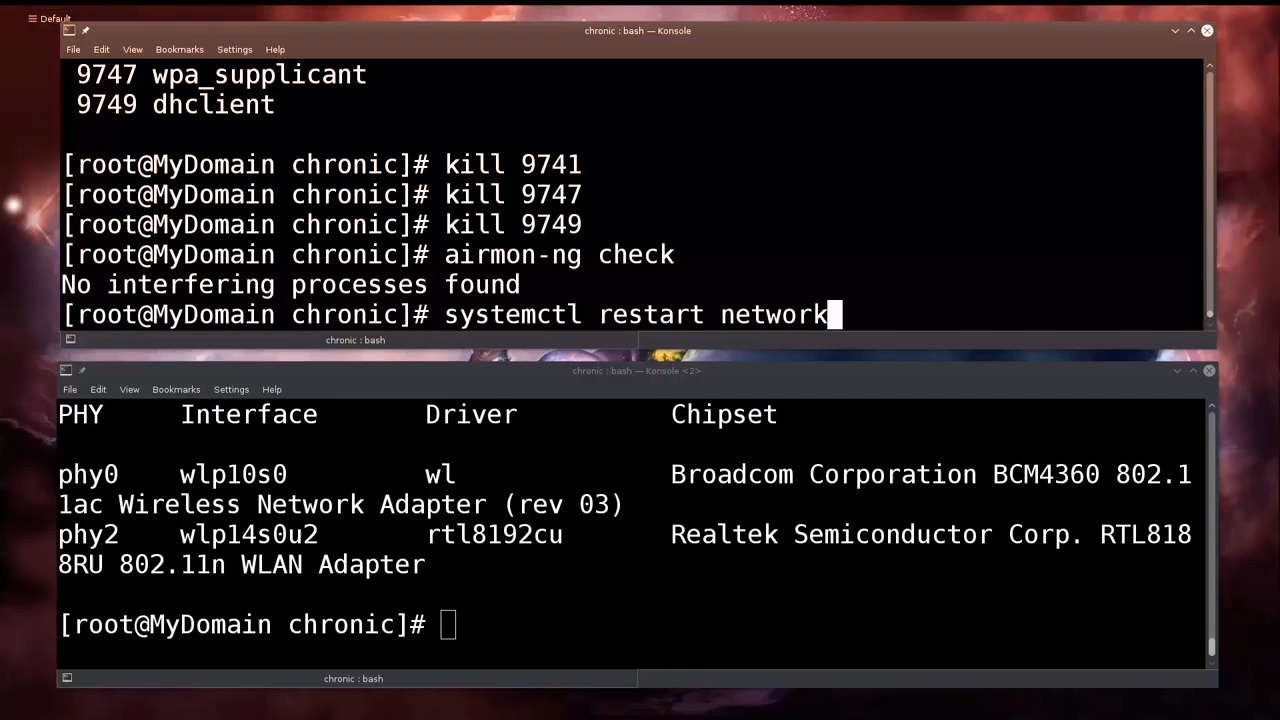 Default
chronic : bash — Konsole
File Edit View Bookmarks Settings Help
9747 wpa_supplicant
9749 dhclient
[root@MyDomain chronic]# kill 9741
[root@MyDomain chronic]# kill 9747
[root@MyDomain chronic]# kill 9749
[root@MyDomain chronic]# airmon-ng check
No interfering processes found
[root@MyDomain chronic]# systemctl restart network
chronic : bash
chronic : bash — Konsole <2>
File Edit View Bookmarks Settings Help
PHY Interface Driver Chipset
phy0 wlp10s0 wl Broadcom Corporation BCM4360 802.1
1ac Wireless Network Adapter (rev 03)
phy2 wlp14s0u2 rtl8192cu Realtek Semiconductor Corp. RTL818
8RU 802.11n WLAN Adapter
[root@MyDomain chronic]#
chronic : bash